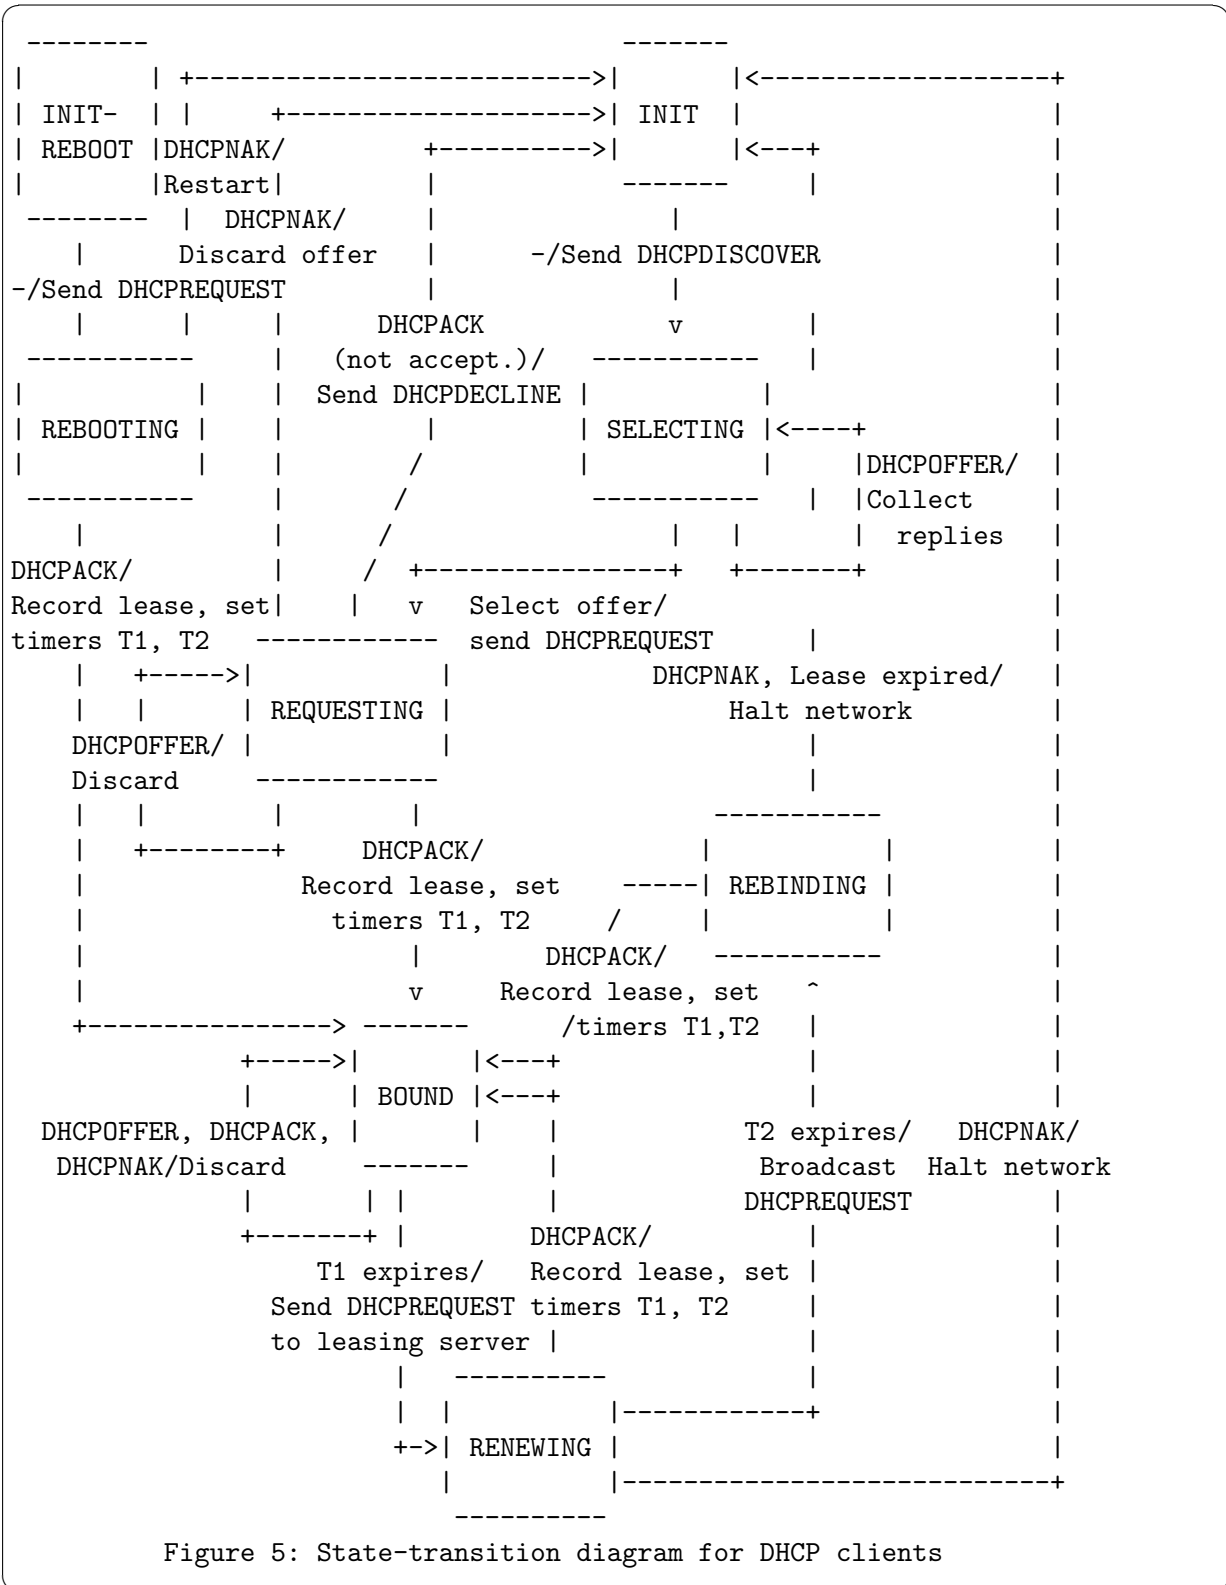 --------                               -------
|        | +-------------------------->|       |<-------------------+
| INIT-  | |     +-------------------->| INIT  |                    |
| REBOOT |DHCPNAK/         +---------->|       |<---+               |
|        |Restart|         |            -------     |               |
 --------  |  DHCPNAK/     |               |                        |
    |      Discard offer   |      -/Send DHCPDISCOVER               |
-/Send DHCPREQUEST         |               |                        |
    |      |     |      DHCPACK            v        |               |
 -----------     |   (not accept.)/   -----------   |               |
|           |    |  Send DHCPDECLINE |           |                  |
| REBOOTING |    |         |         | SELECTING |<----+            |
|           |    |        /          |           |     |DHCPOFFER/  |
 -----------     |       /            -----------   |  |Collect     |
    |            |      /                  |   |       |  replies   |
DHCPACK/         |     /  +----------------+   +-------+            |
Record lease, set|    |   v   Select offer/                         |
timers T1, T2   ------------  send DHCPREQUEST      |               |
    |   +----->|            |             DHCPNAK, Lease expired/   |
    |   |      | REQUESTING |                  Halt network         |
    DHCPOFFER/ |            |                       |               |
    Discard     ------------                        |               |
    |   |        |        |                   -----------           |
    |   +--------+     DHCPACK/              |           |          |
    |              Record lease, set    -----| REBINDING |          |
    |                timers T1, T2     /     |           |          |
    |                     |        DHCPACK/   -----------           |
    |                     v     Record lease, set   ^               |
    +----------------> -------      /timers T1,T2   |               |
               +----->|       |<---+                |               |
               |      | BOUND |<---+                |               |
  DHCPOFFER, DHCPACK, |       |    |            T2 expires/   DHCPNAK/
   DHCPNAK/Discard     -------     |             Broadcast  Halt network
               |       | |         |            DHCPREQUEST         |
               +-------+ |        DHCPACK/          |               |
                    T1 expires/   Record lease, set |               |
                 Send DHCPREQUEST timers T1, T2     |               |
                 to leasing server |                |               |
                         |   ----------             |               |
                         |  |          |------------+               |
                         +->| RENEWING |                            |
                            |          |----------------------------+
                             ----------
          Figure 5: State-transition diagram for DHCP clients